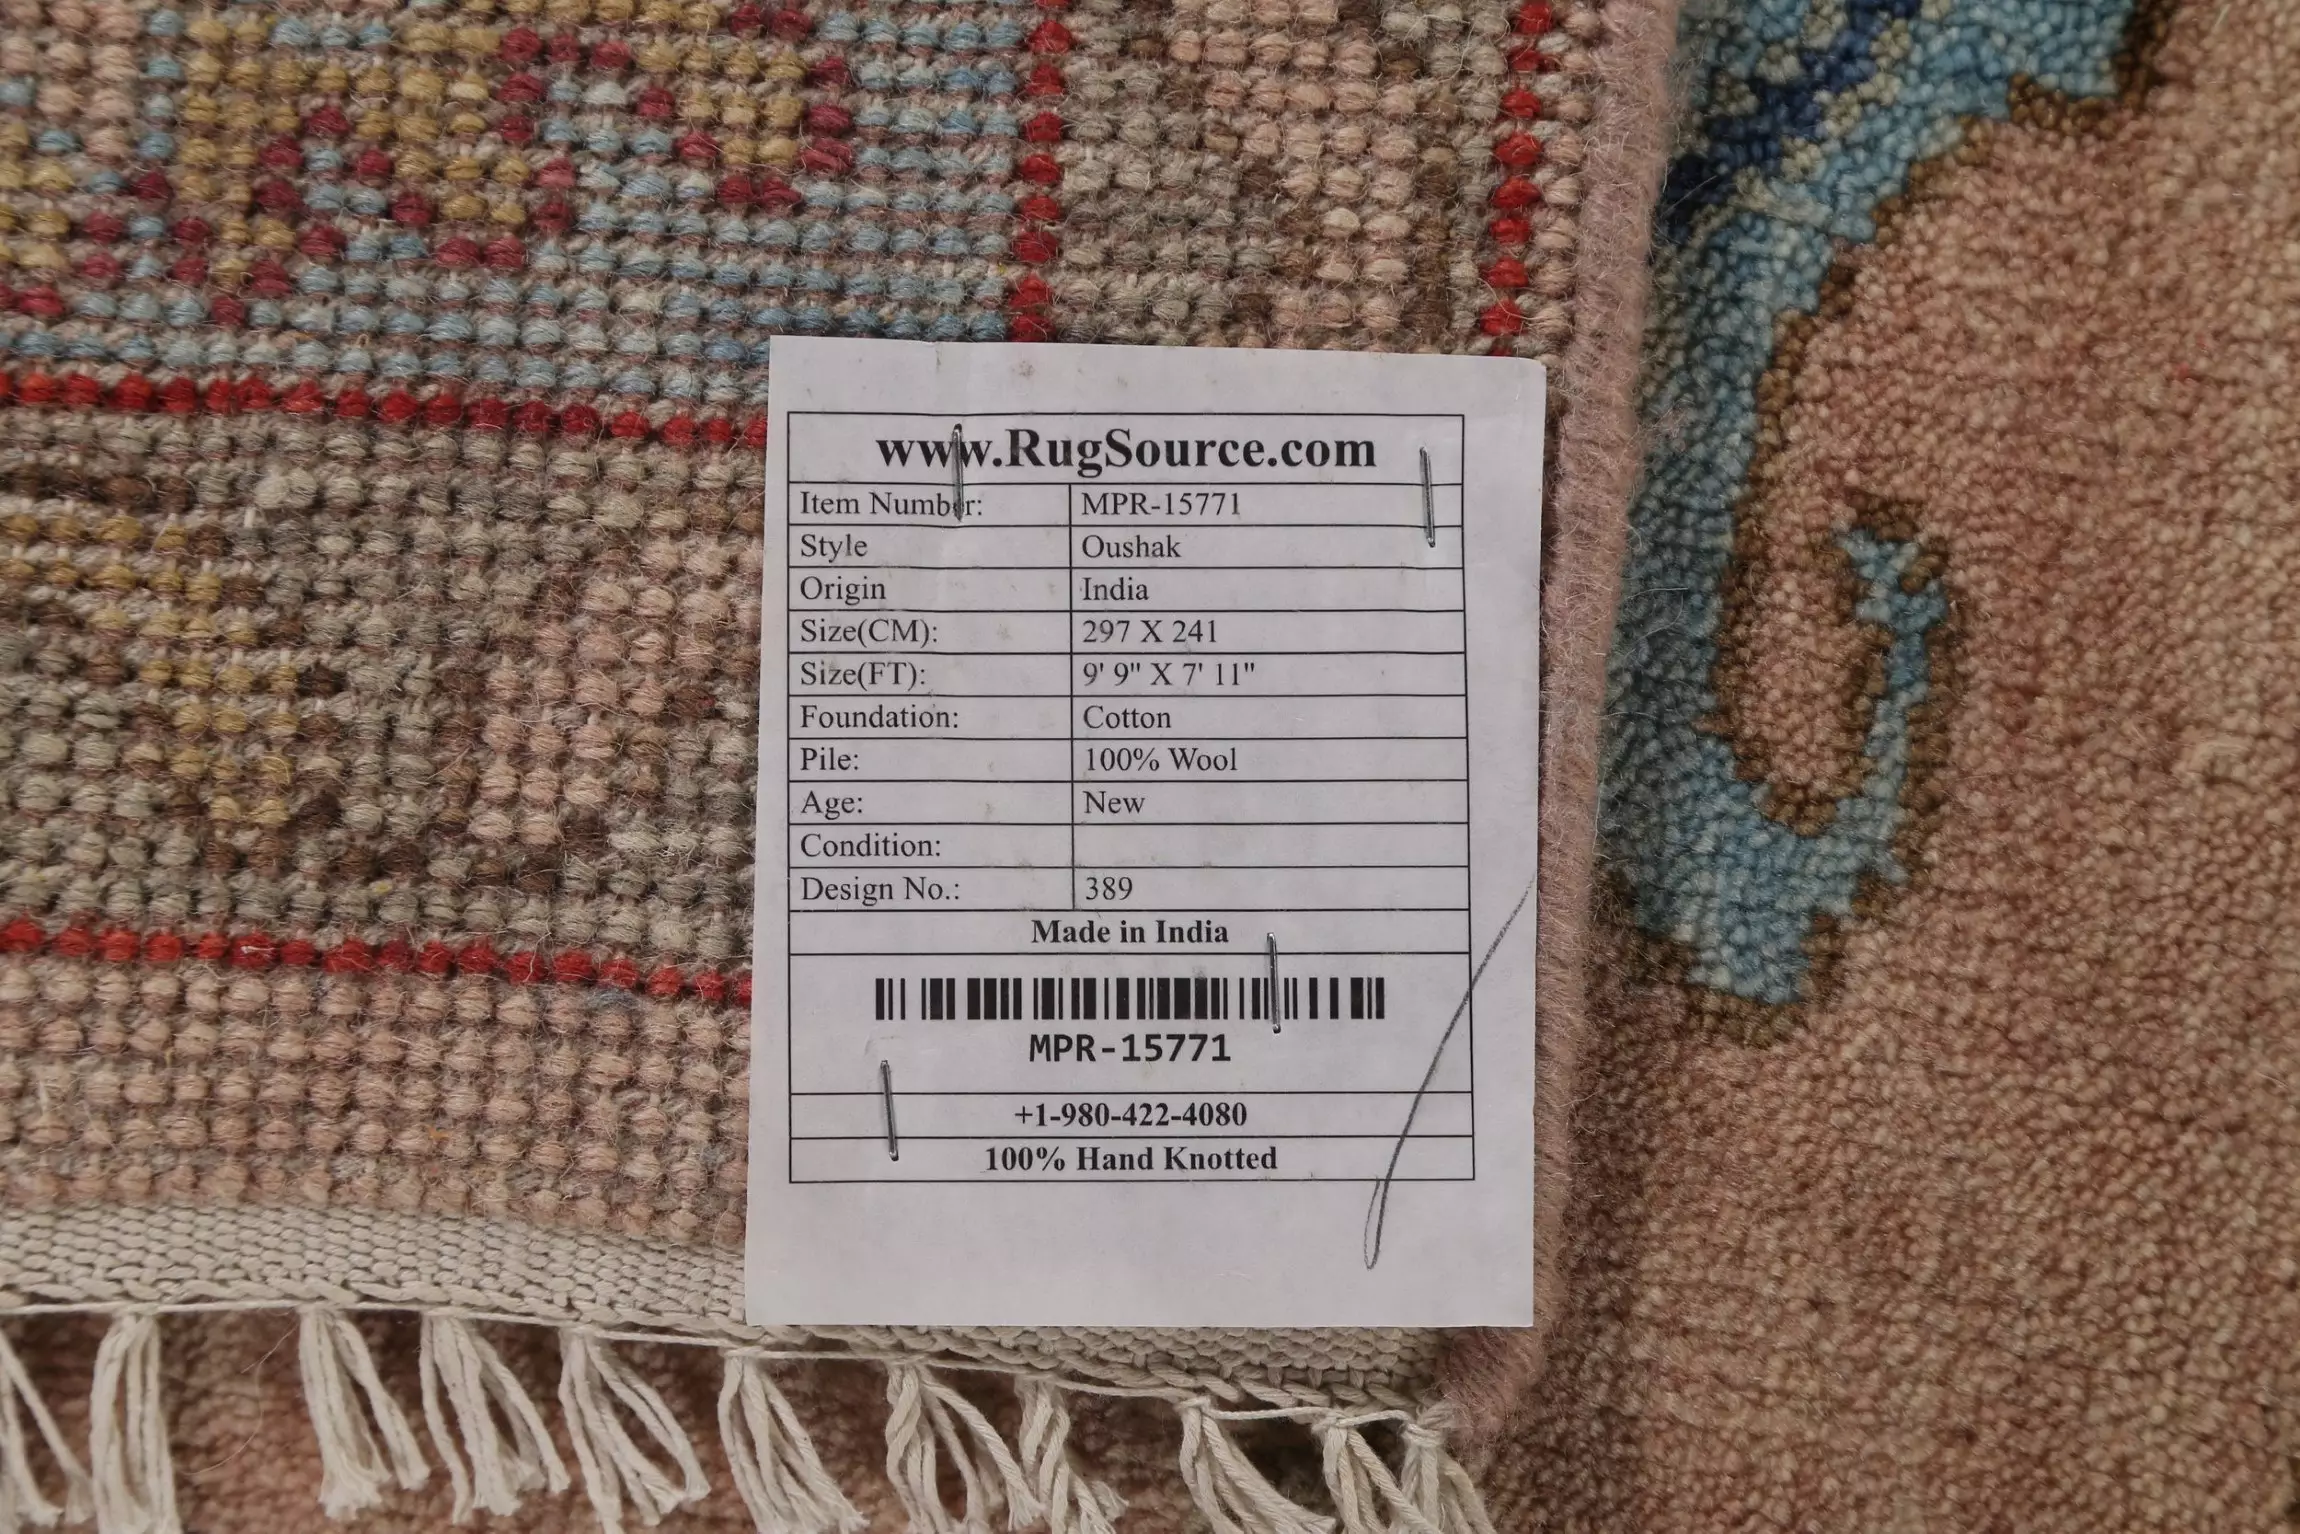 www.RugSource.com
Item Number: MPR-15771
Style Oushak
Origin India
Size(CM): 297 X 241
Size(FT): 9' 9" X 7' 11"
Foundation: Cotton
Pile: 100% Wool
Age: New
Condition:
Design No.: 389
Made in India
MPR-15771
+1-980-422-4080
100% Hand Knotted